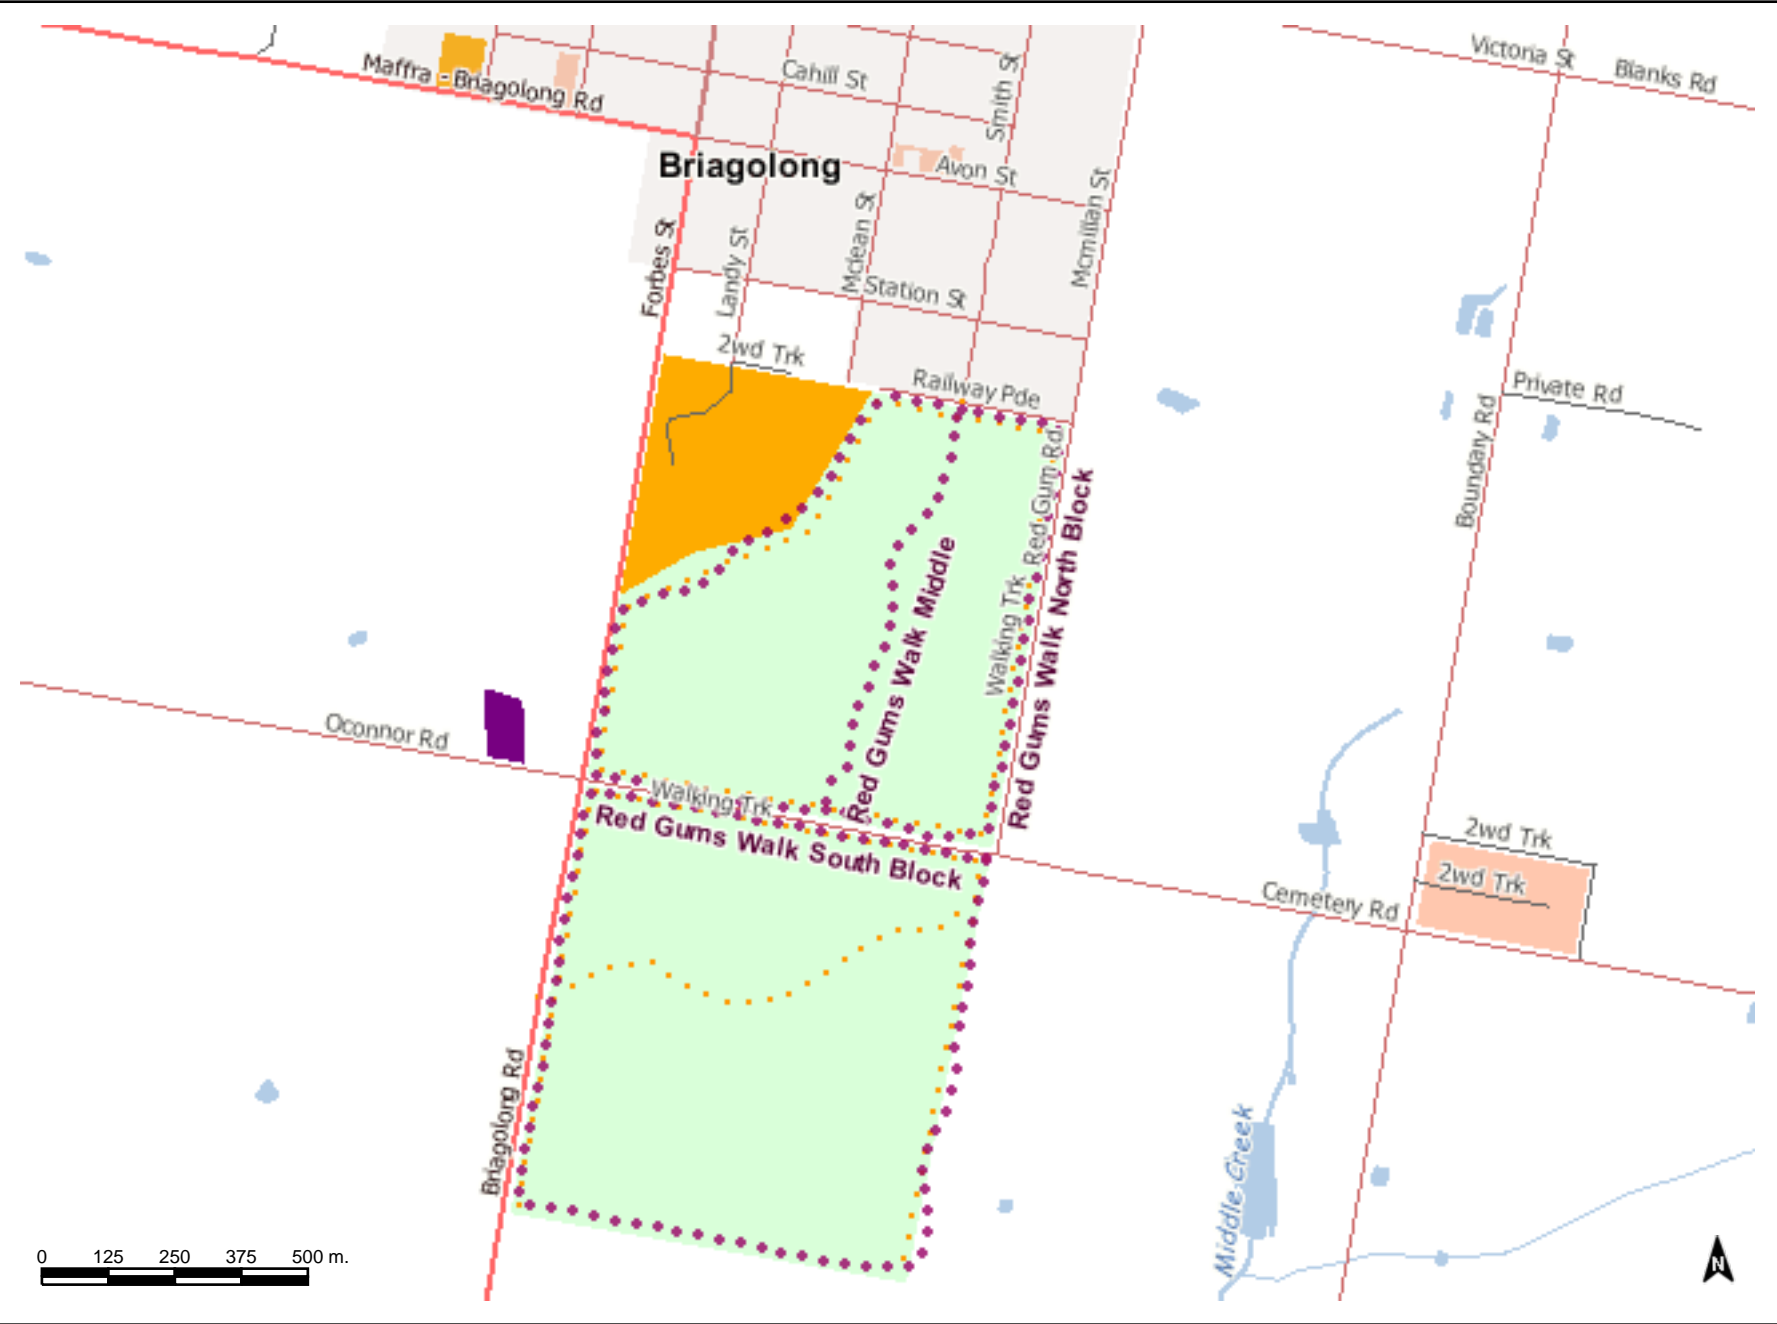 Victoria St
Blanks Rd
Maffra - Briagolong Rd
Cahill St
Smith St
Briagolong
Avon St
Mcmillan St
Mclean St
Forbes St
Landy St
Station St
2wd Trk
Railway Pde
Private Rd
Boundary Rd
Red Gum Rd
Red Gums Walk North Block
Red Gums Walk Middle
Walking Trk
Oconnor Rd
Walking Trk
Red Gums Walk South Block
2wd Trk
2wd Trk
Cemetery Rd
Briagolong Rd
Middle Creek
0 125 250 375 500 m.
N